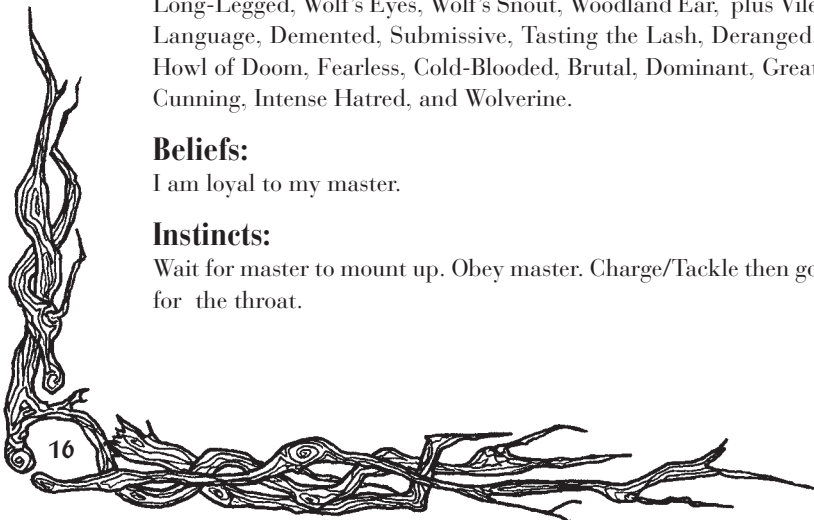 Long-Legged, Wolf's Eyes, Wolf's Snout, Woodland Ear, plus Vile
Language, Demented, Submissive, Tasting the Lash, Deranged,
Howl of Doom, Fearless, Cold-Blooded, Brutal, Dominant, Great
Cunning, Intense Hatred, and Wolverine.
Beliefs:
I am loyal to my master.
Instincts:
Wait for master to mount up. Obey master. Charge/Tackle then go
for the throat.
16